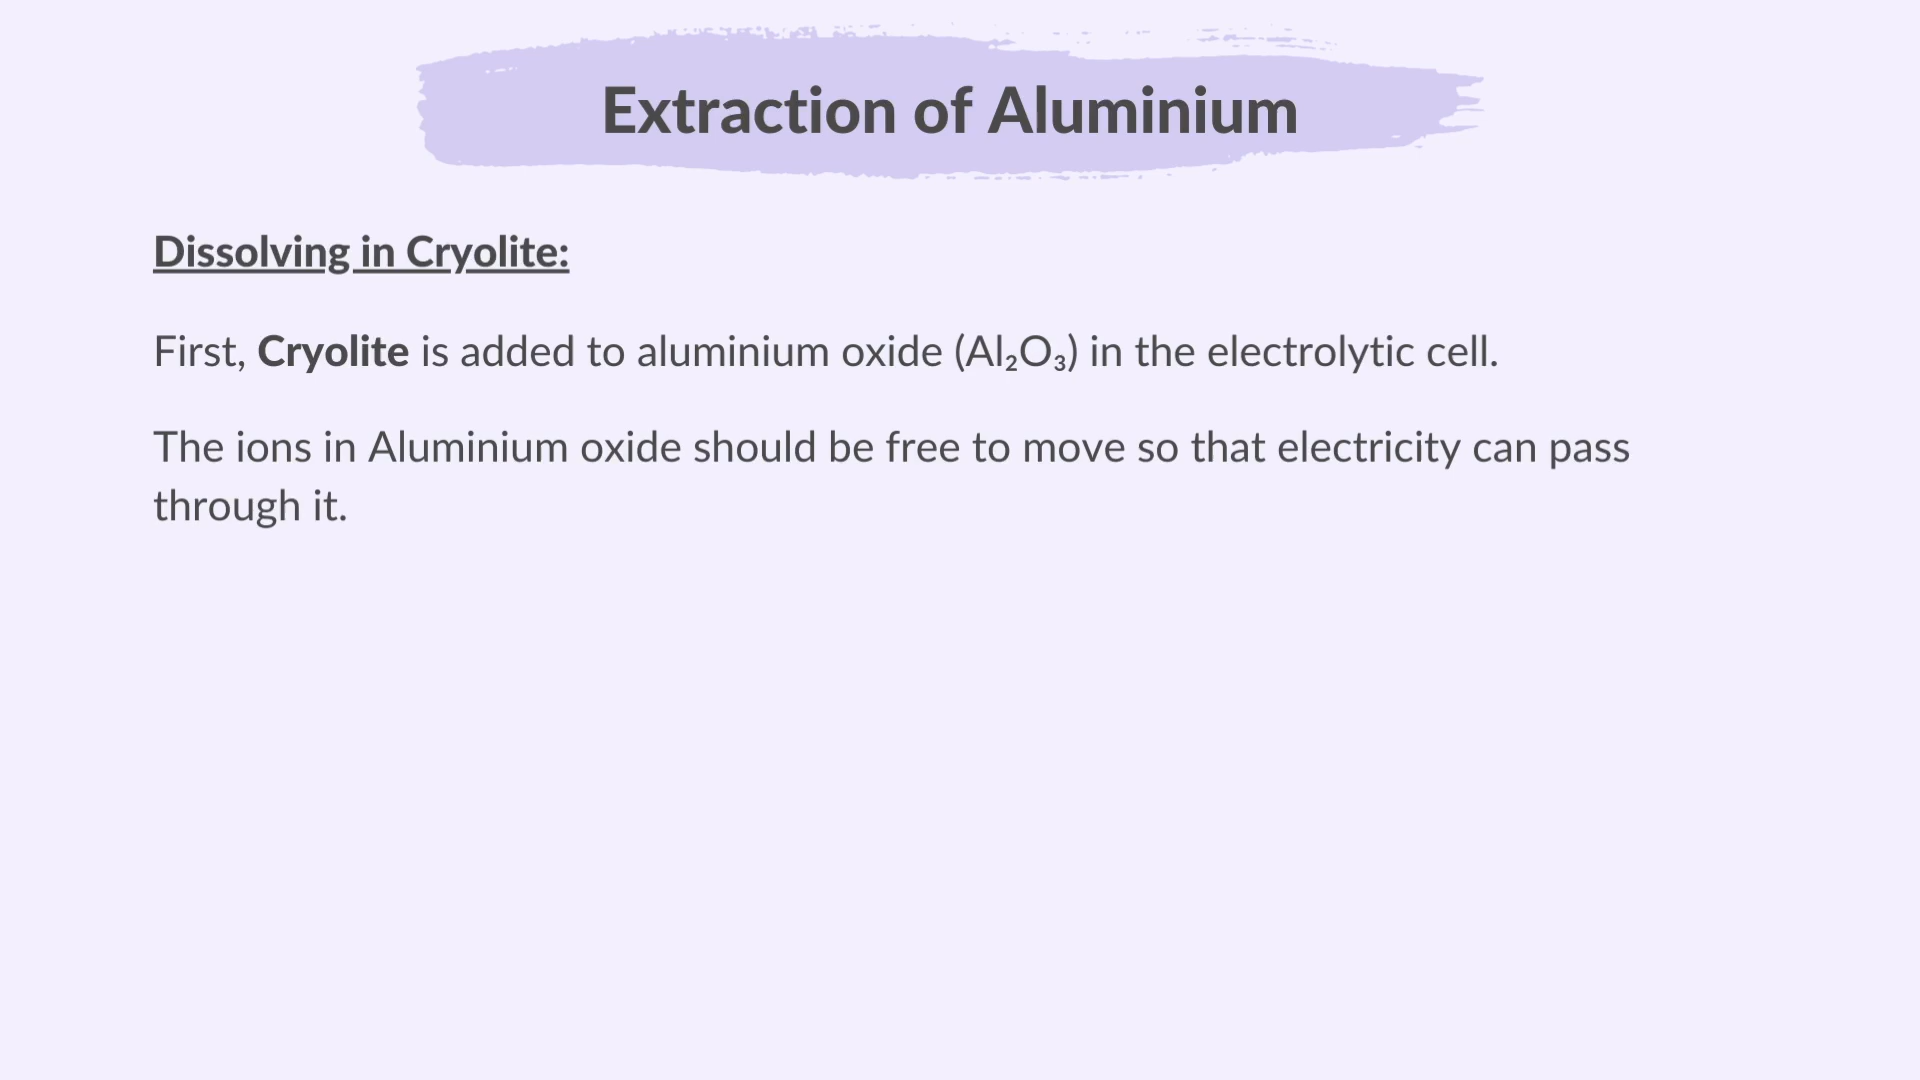 Extraction of Aluminium
Dissolving in Cryolite:
First, Cryolite is added to aluminium oxide (Al₂O₃) in the electrolytic cell.
The ions in Aluminium oxide should be free to move so that electricity can pass
through it.